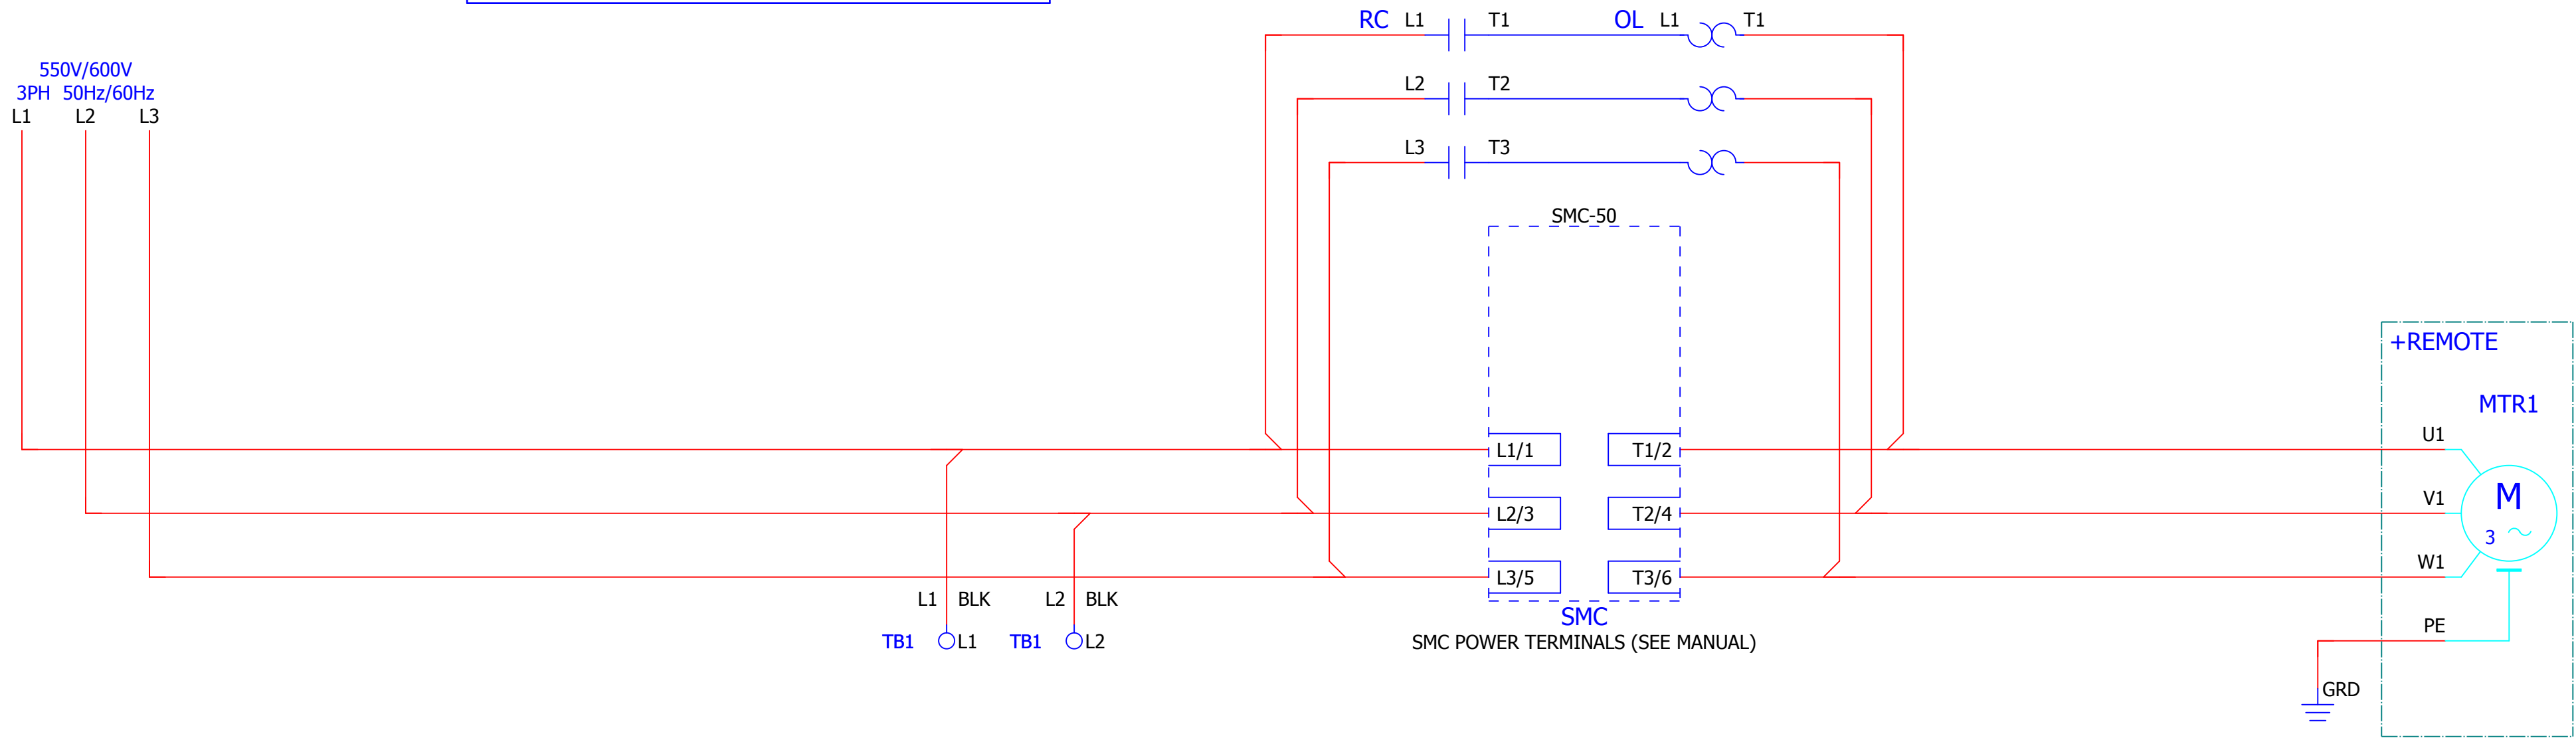 RC L1 T1 OL L1 T1
550V/600V
L2 T2
3PH 50Hz/60Hz
L1 L2 L3
L3 T3
SMC-50
+REMOTE
MTR1
U1
L1/1 T1/2
M
V1
L2/3 T2/4
3
W1
L3/5 T3/6
L1 BLK L2 BLK
SMC
PE
TB1 L1 TB1 L2
SMC POWER TERMINALS (SEE MANUAL)
GRD